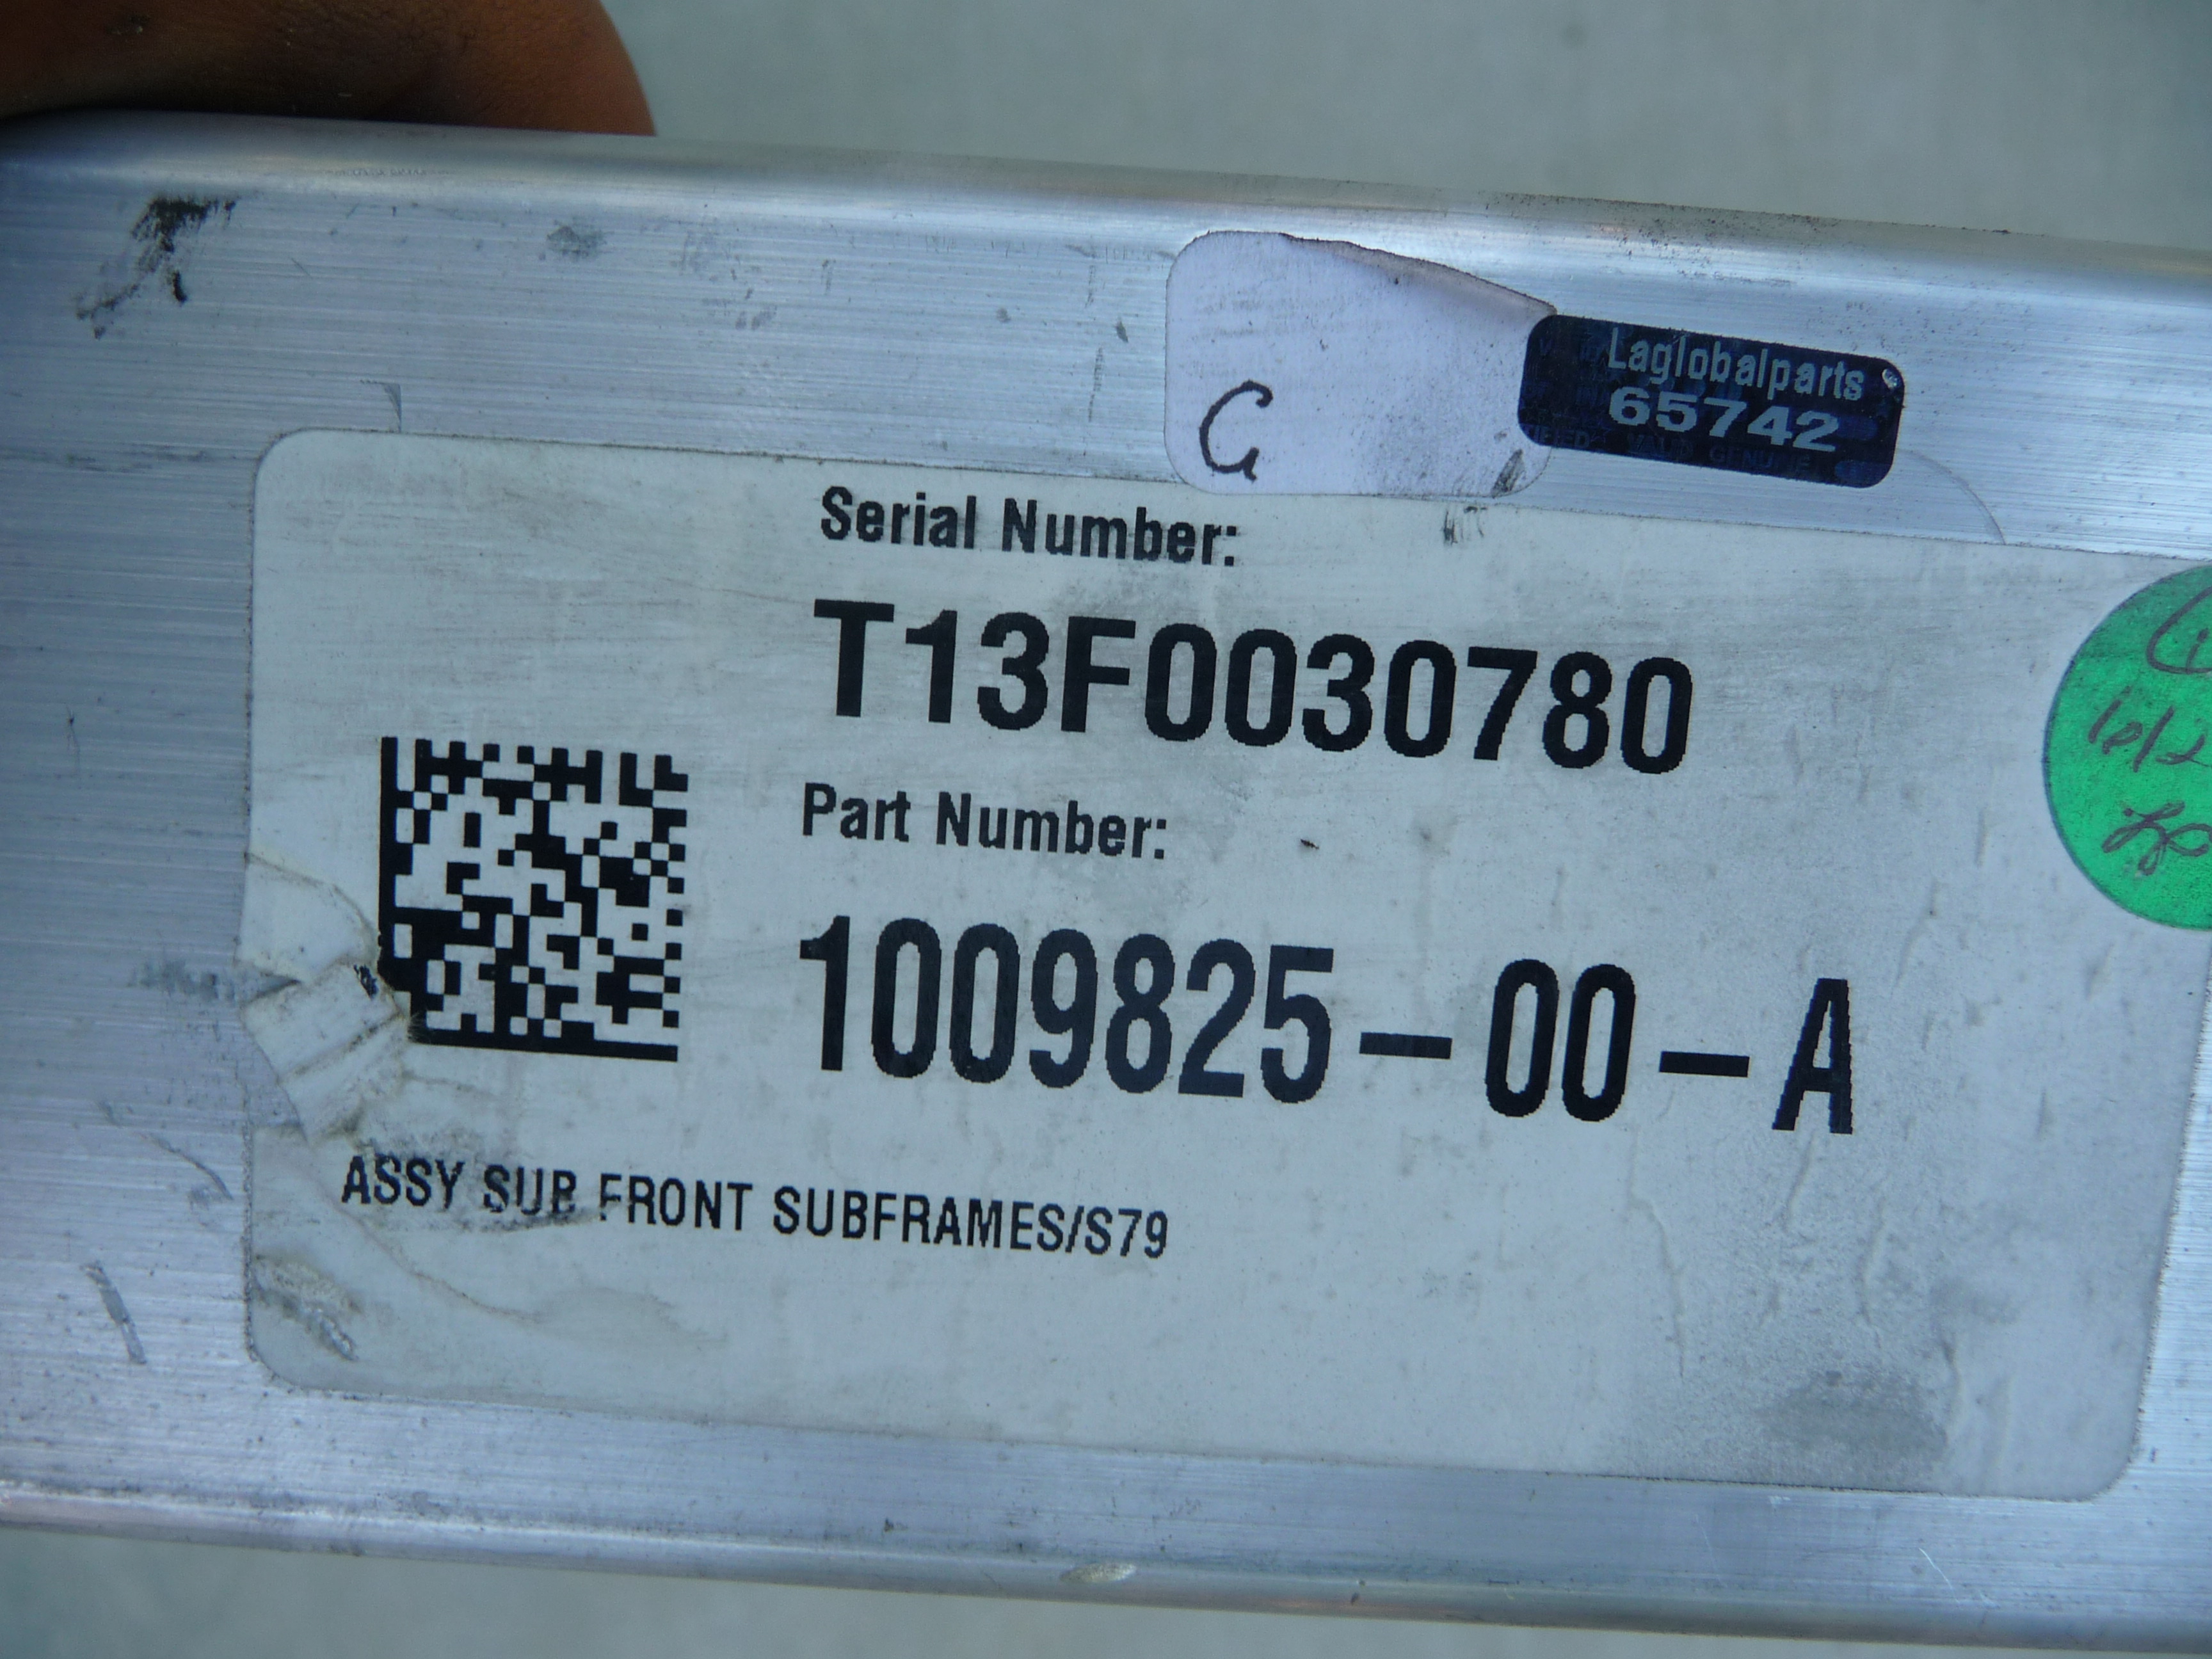 Laglobalparts
65742
G
Serial Number:
T13F0030780
Part Number:
1009825-00-A
ASSY SUB FRONT SUBFRAMES/S79